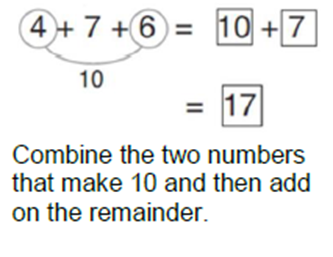 4 + 7 + 6 = 10 + 7
10
= 17
Combine the two numbers
that make 10 and then add
on the remainder.